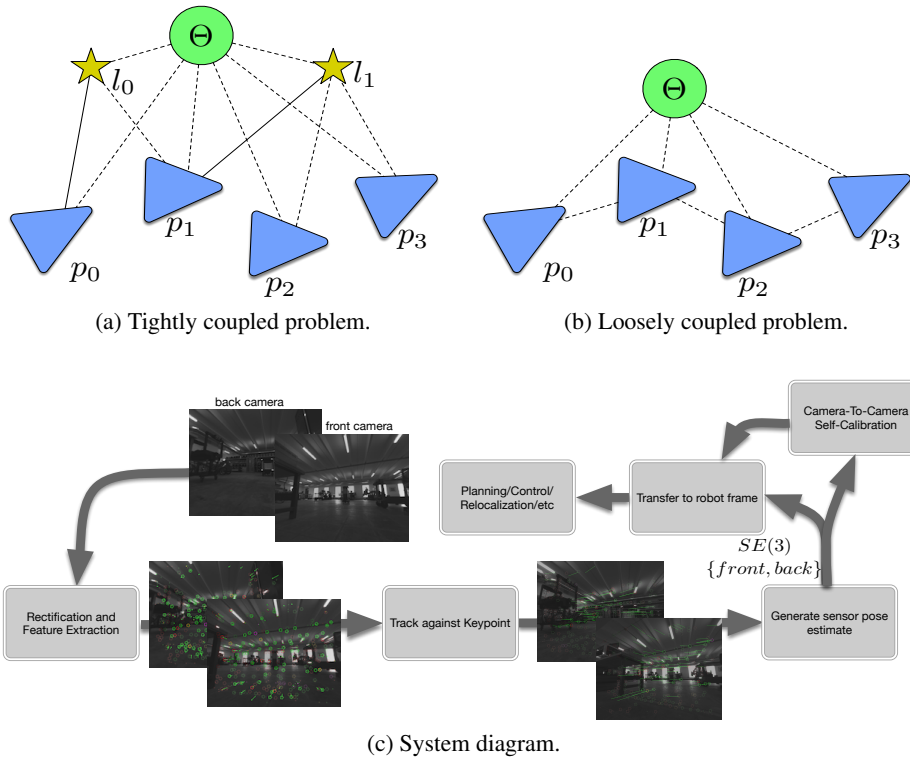 Θ
l₀
l₁
p₀
p₁
p₂
p₃
(a) Tightly coupled problem.
Θ
p₀
p₁
p₂
p₃
(b) Loosely coupled problem.
back camera
front camera
Camera-To-Camera
Self-Calibration
Planning/Control/
Relocalization/etc
Transfer to robot frame
SE(3)
{front, back}
Rectification and
Feature Extraction
Track against Keypoint
Generate sensor pose
estimate
(c) System diagram.